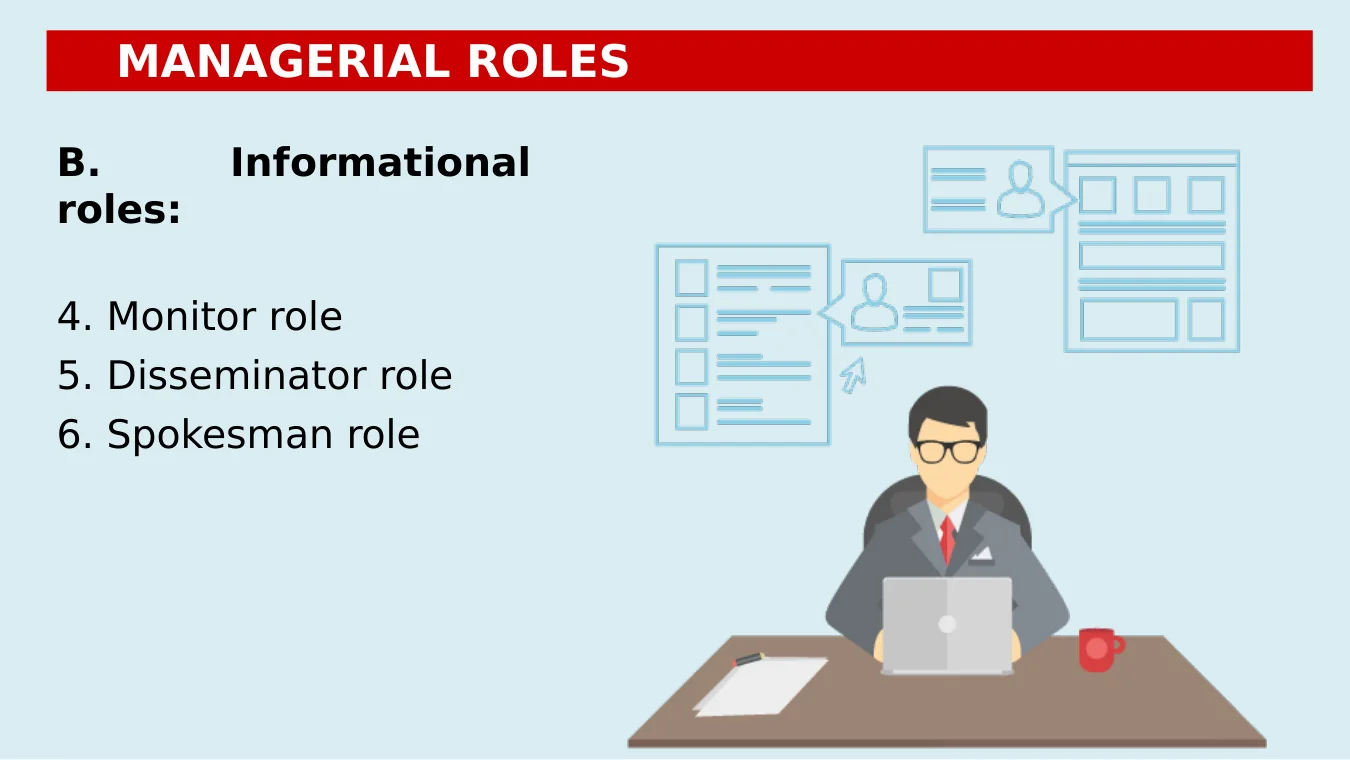 MANAGERIAL ROLES
B. Informational
roles:
4. Monitor role
5. Disseminator role
6. Spokesman role